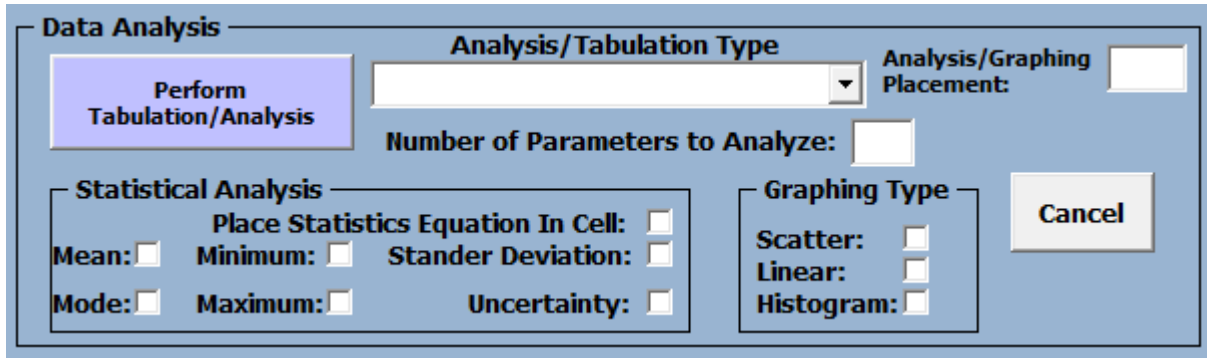 Data Analysis
Perform
Tabulation/Analysis
Analysis/Tabulation Type
Analysis/Graphing
Placement:
Number of Parameters to Analyze:
Statistical Analysis
Place Statistics Equation In Cell:
Mean: Minimum: Stander Deviation:
Mode: Maximum: Uncertainty:
Graphing Type
Scatter:
Linear:
Histogram:
Cancel